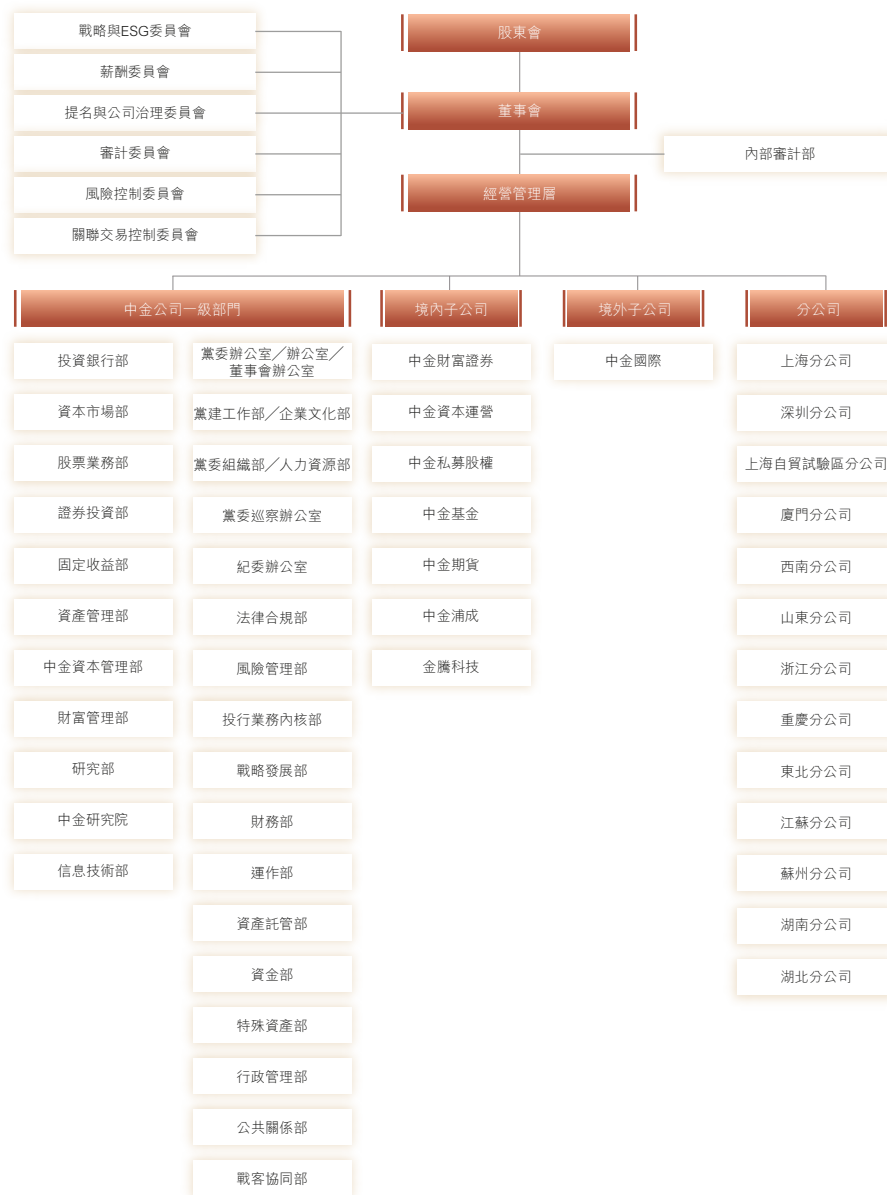 戰略與ESG委員會
薪酬委員會
提名與公司治理委員會
審計委員會
風險控制委員會
關聯交易控制委員會
股東會
董事會
內部審計部
經營管理層
中金公司一級部門
投資銀行部
資本市場部
股票業務部
證券投資部
固定收益部
資產管理部
中金資本管理部
財富管理部
研究部
中金研究院
信息技術部
黨委辦公室／辦公室／
董事會辦公室
黨建工作部／企業文化部
黨委組織部／人力資源部
黨委巡察辦公室
紀委辦公室
法律合規部
風險管理部
投行業務內核部
戰略發展部
財務部
運作部
資產託管部
資金部
特殊資產部
行政管理部
公共關係部
戰客協同部
境內子公司
中金財富證券
中金資本運營
中金私募股權
中金基金
中金期貨
中金浦成
金騰科技
境外子公司
中金國際
分公司
上海分公司
深圳分公司
上海自貿試驗區分公司
廈門分公司
西南分公司
山東分公司
浙江分公司
重慶分公司
東北分公司
江蘇分公司
蘇州分公司
湖南分公司
湖北分公司